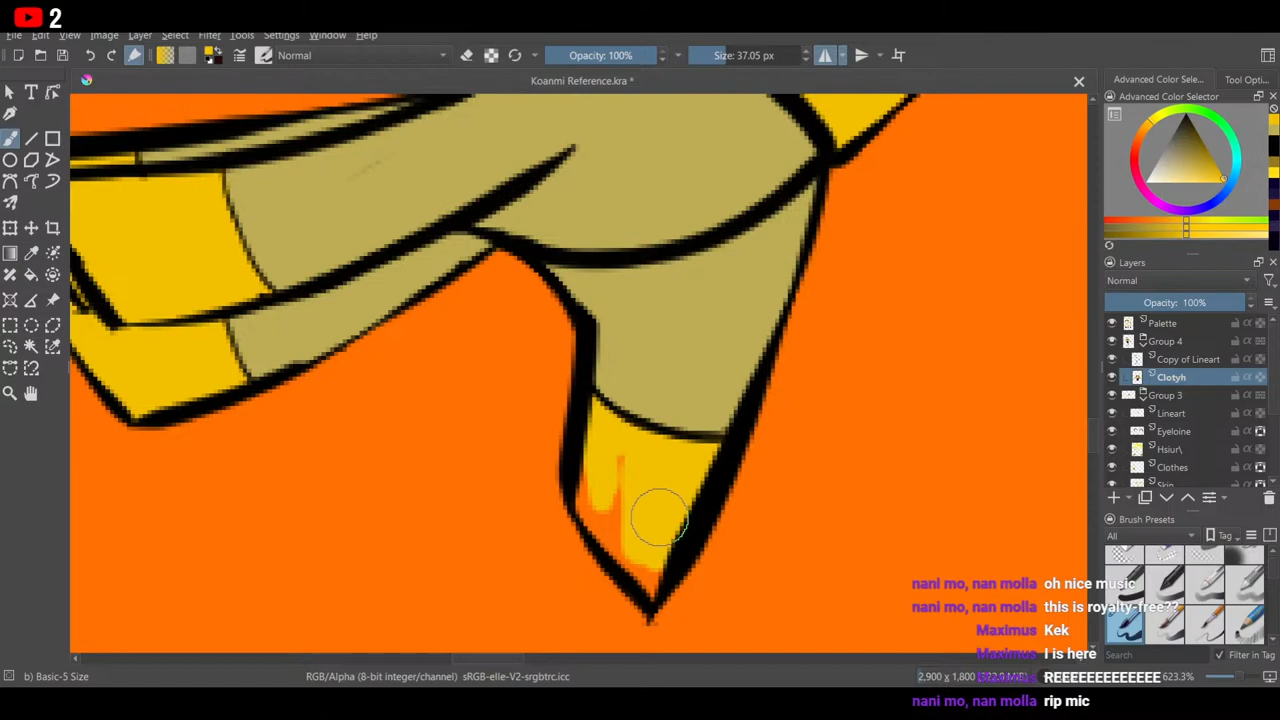 2
File Edit View Image Layer Select Filter Tools Settings Window Help
Normal
Opacity: 100%
Size: 37.05 px
Koanmi Reference.kra *
Advanced Color Sele...
Tool Opti...
Advanced Color Selector
Layers
Normal
Opacity: 100%
Palette
Group 4
Copy of Lineart
Clotyh
Group 3
Lineart
Eyeloine
Hsiur\
Clothes
Skin
Brush Presets
All
Tag
nani mo, nan molla oh nice music
nani mo, nan molla this is royalty-free??
Maximus Kek
Maximus I is here
Maximus REEEEEEEEEEEEE
nani mo, nan molla rip mic
Search
Filter in Tag
b) Basic-5 Size
RGB/Alpha (8-bit integer/channel) sRGB-elle-V2-srgbtrc.icc
2,900 x 1,800
623.3%